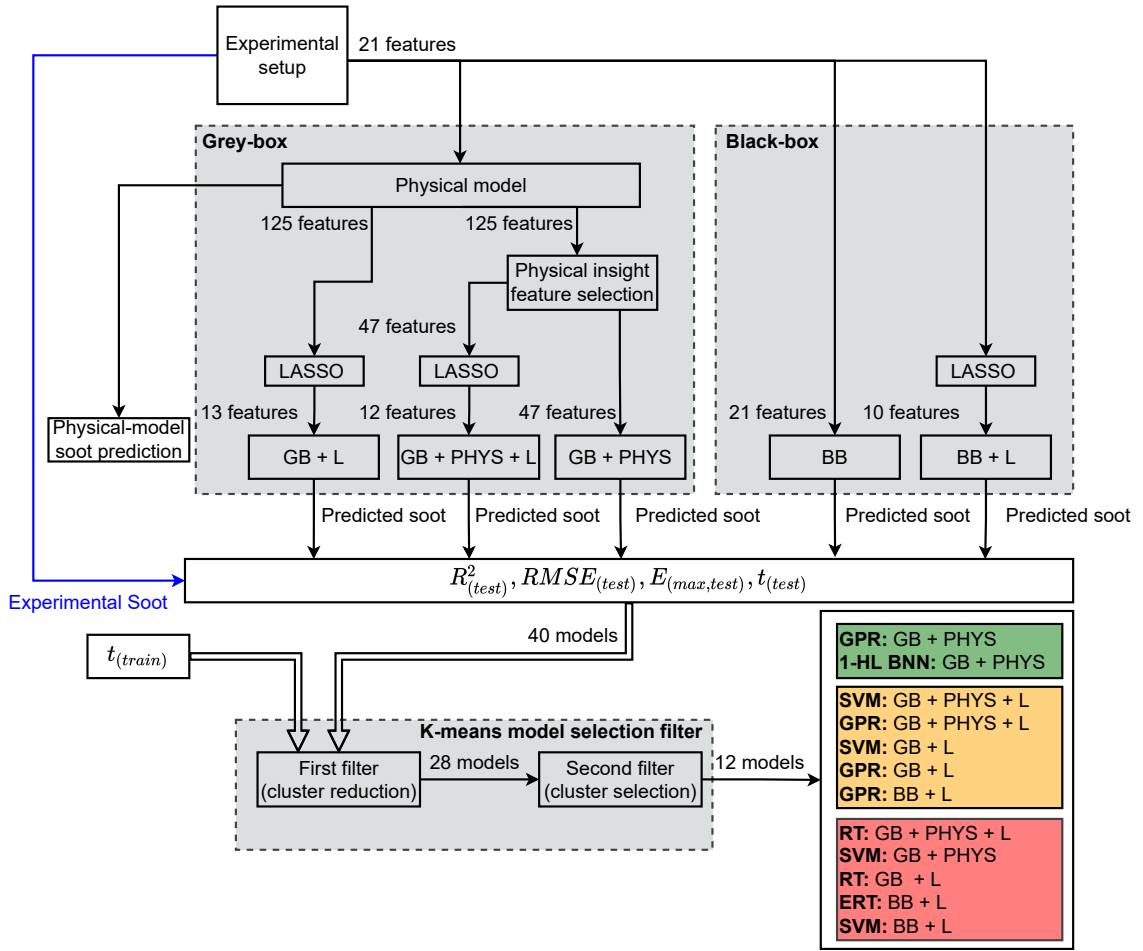 Experimental
setup
21 features
Grey-box
Black-box
Physical model
125 features
125 features
Physical insight
feature selection
47 features
LASSO
LASSO
LASSO
13 features
12 features
47 features
21 features
10 features
Physical-model
soot prediction
GB + L
GB + PHYS + L
GB + PHYS
BB
BB + L
Predicted soot
Predicted soot
Predicted soot
Predicted soot
Predicted soot
$R^2_{(test)}, RMSE_{(test)}, E_{(max,test)}, t_{(test)}$
Experimental Soot
40 models
$t_{(train)}$
K-means model selection filter
First filter
(cluster reduction)
28 models
Second filter
(cluster selection)
12 models
GPR: GB + PHYS
1-HL BNN: GB + PHYS
SVM: GB + PHYS + L
GPR: GB + PHYS + L
SVM: GB + L
GPR: GB + L
GPR: BB + L
RT: GB + PHYS + L
SVM: GB + PHYS
RT: GB + L
ERT: BB + L
SVM: BB + L